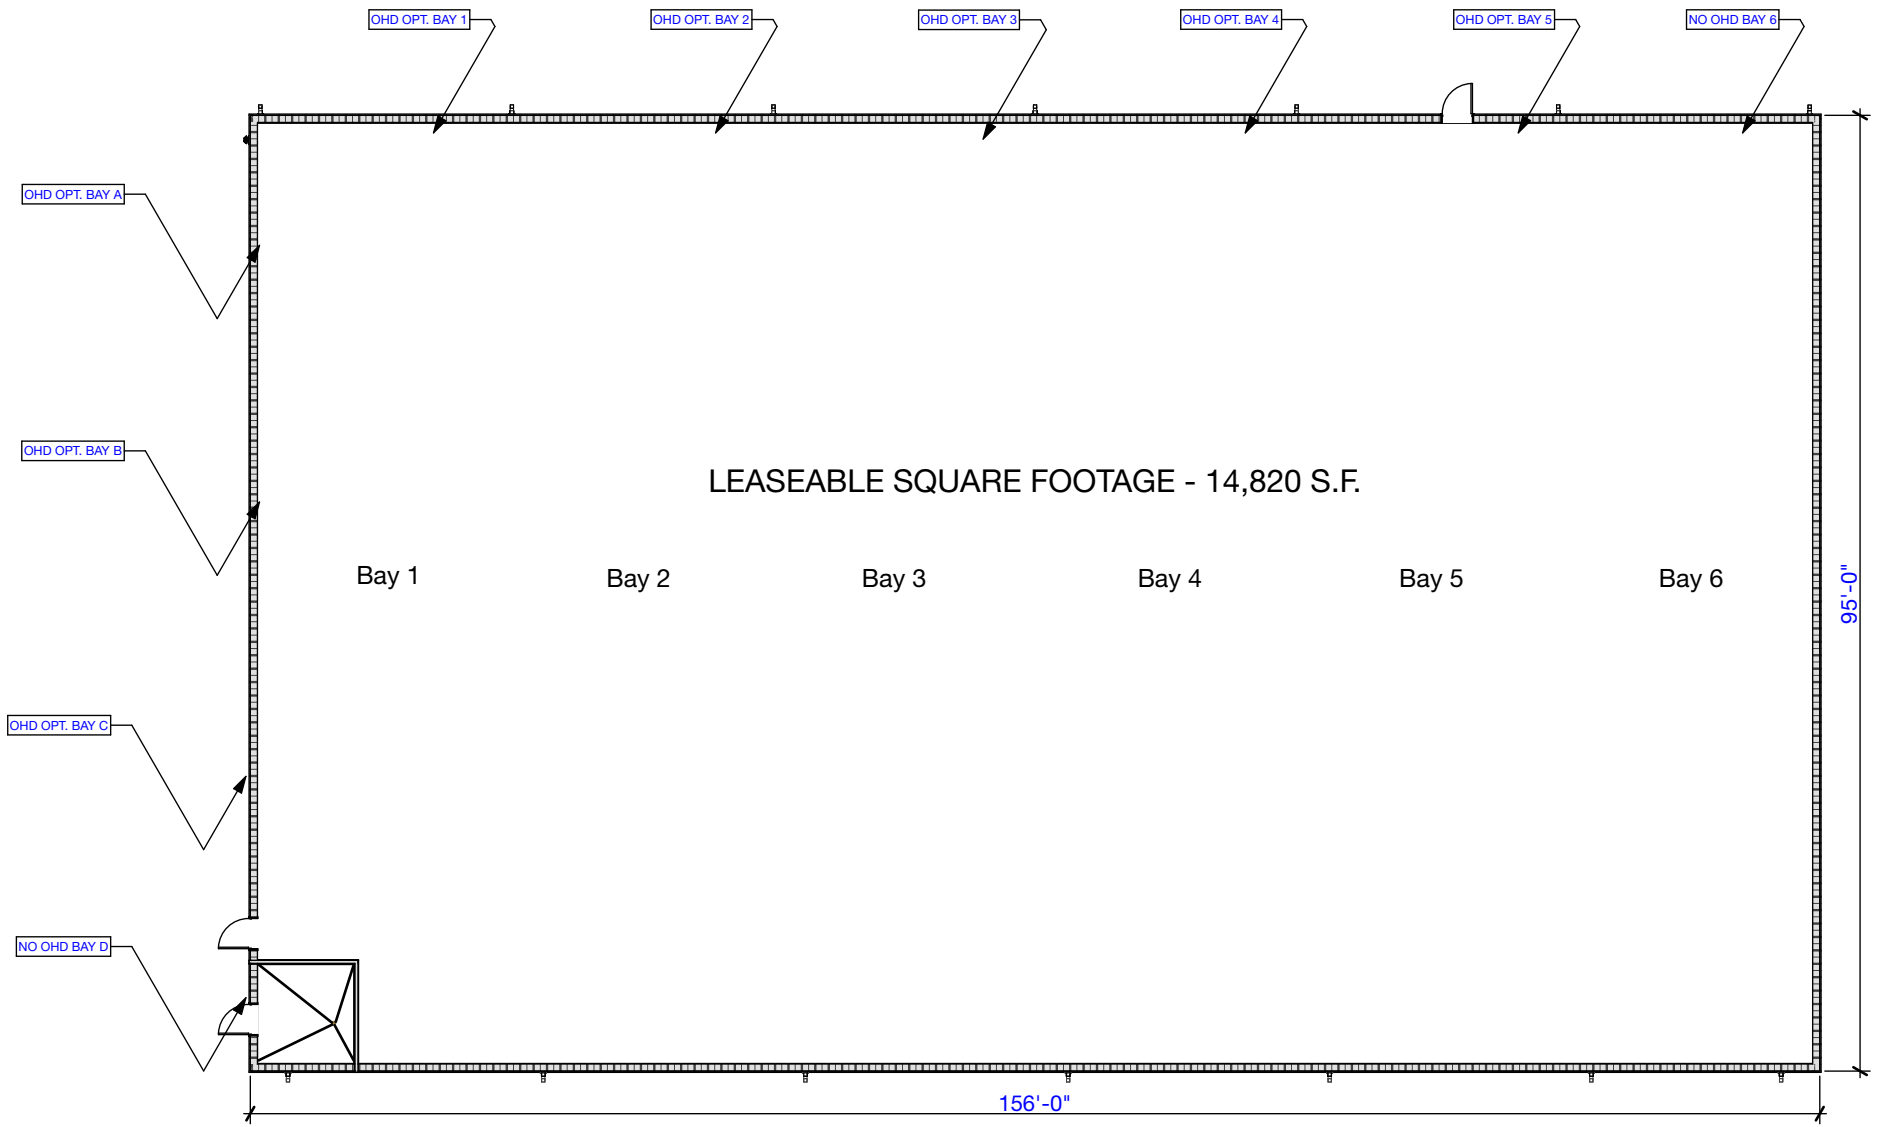 OHD OPT. BAY 1
OHD OPT. BAY 2
OHD OPT. BAY 3
OHD OPT. BAY 4
OHD OPT. BAY 5
NO OHD BAY 6
OHD OPT. BAY A
OHD OPT. BAY B
LEASEABLE SQUARE FOOTAGE - 14,820 S.F.
Bay 1
Bay 2
Bay 3
Bay 4
Bay 5
Bay 6
95'-0"
OHD OPT. BAY C
NO OHD BAY D
156'-0"